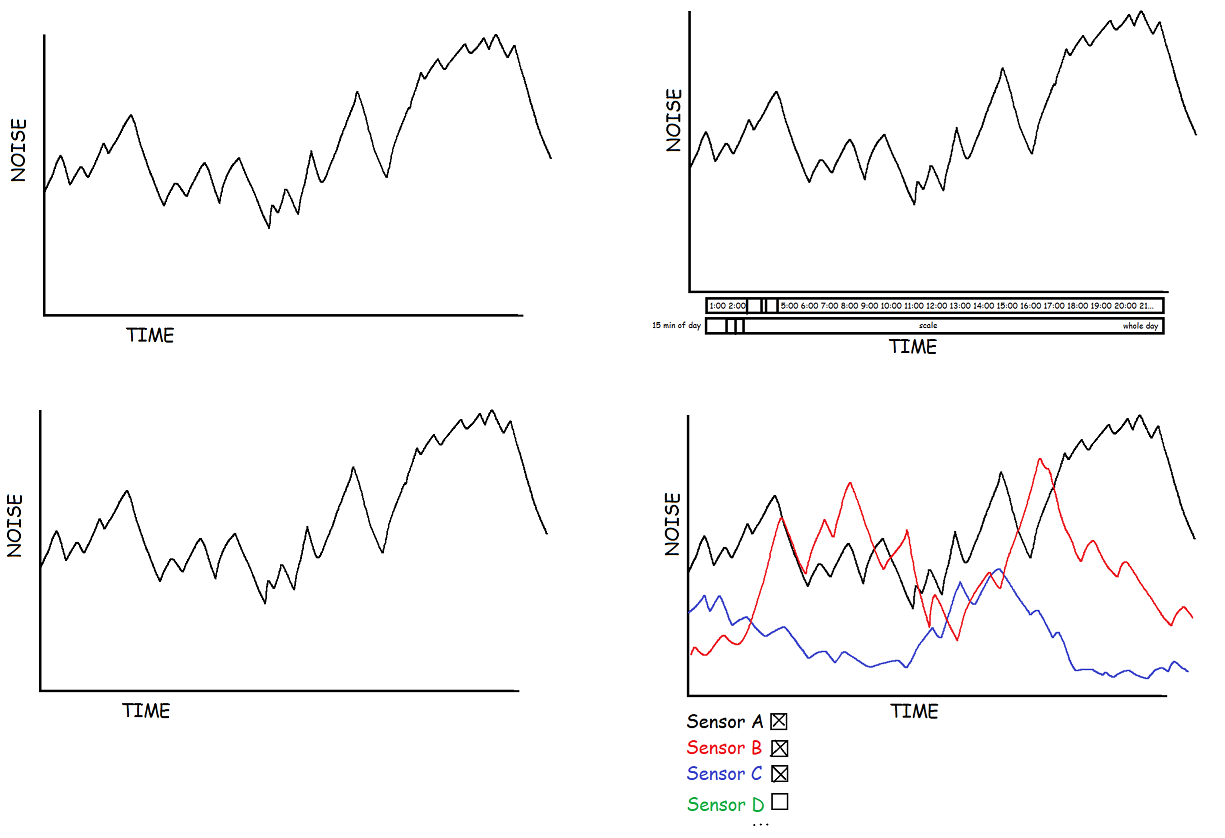 NOISE
TIME
NOISE
1:00 2:00 5:00 6:00 7:00 8:00 9:00 10:00 11:00 12:00 13:00 14:00 15:00 16:00 17:00 18:00 19:00 20:00 21...
15 min of day scale whole day
TIME
NOISE
TIME
NOISE
TIME
Sensor A
Sensor B
Sensor C
Sensor D